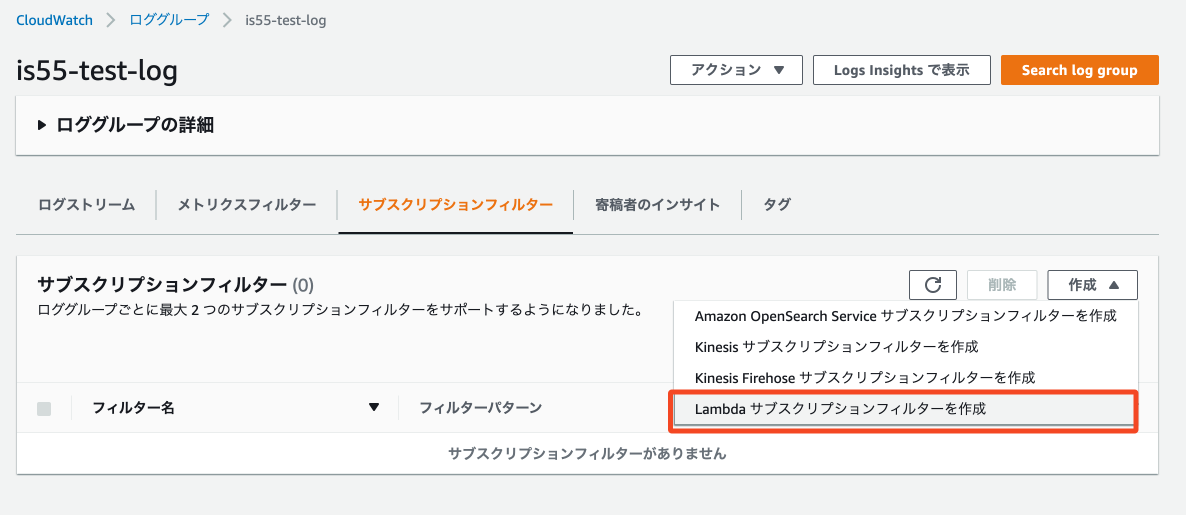 CloudWatch > ロググループ > is55-test-log
is55-test-log
アクション ▼ Logs Insights で表示 Search log group
▶ ロググループの詳細
ログストリーム メトリクスフィルター サブスクリプションフィルター 寄稿者のインサイト タグ
サブスクリプションフィルター (0)
削除 作成 ▲
ロググループごとに最大 2 つのサブスクリプションフィルターをサポートするようになりました。
Amazon OpenSearch Service サブスクリプションフィルターを作成
Kinesis サブスクリプションフィルターを作成
Kinesis Firehose サブスクリプションフィルターを作成
Lambda サブスクリプションフィルターを作成
フィルター名 ▼ フィルターパターン
サブスクリプションフィルターがありません